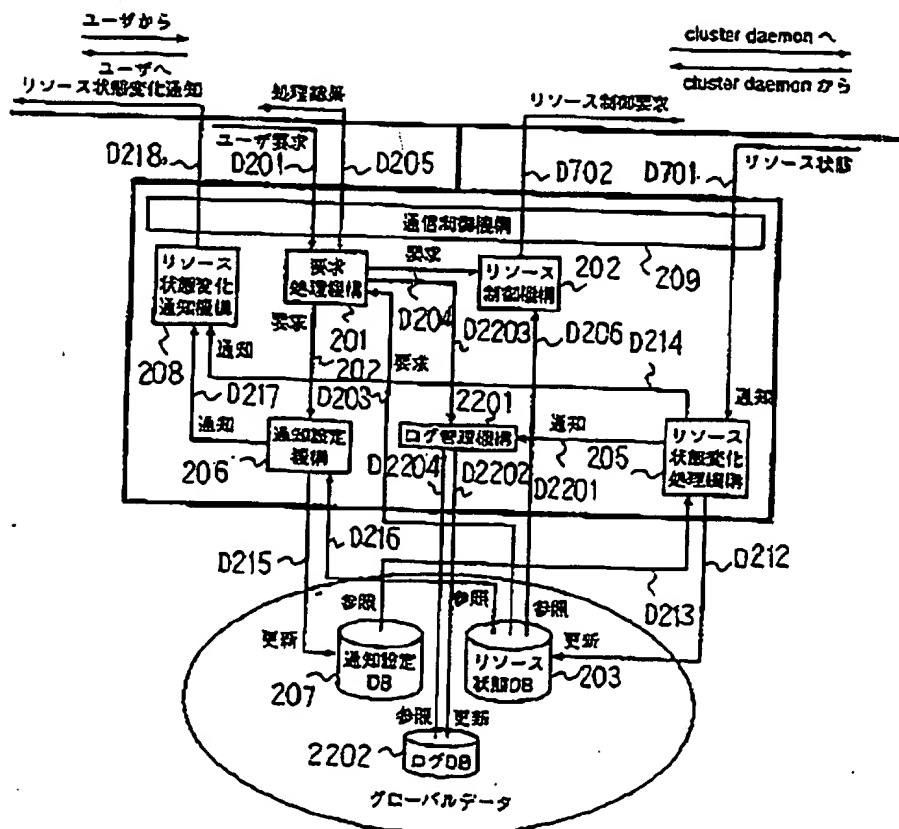 ユーザから
ユーザへ
リソース状態変化通知
cluster daemon へ
cluster daemon から
処理結果
リソース制御要求
ユーザ要求
D218
D201
D205
D702
D701
リソース状態
通信制御機構
リソース
状態変化
通知機構
要求
処理機構
要求
リソース
制御機構
202
209
208
通知
要求
201
202
D204
要求
D2203
D206
D214
D217
D203
2201
通知
通知
206
通知設定
機構
通知
ログ管理機構
205
リソース
状態変化
処理機構
D2204
D2202
D2201
D215
D216
D212
D213
参照
参照
参照
更新
更新
通知設定
DB
207
リソース
状態DB
203
参照
更新
2202
ログDB
グローバルデータ